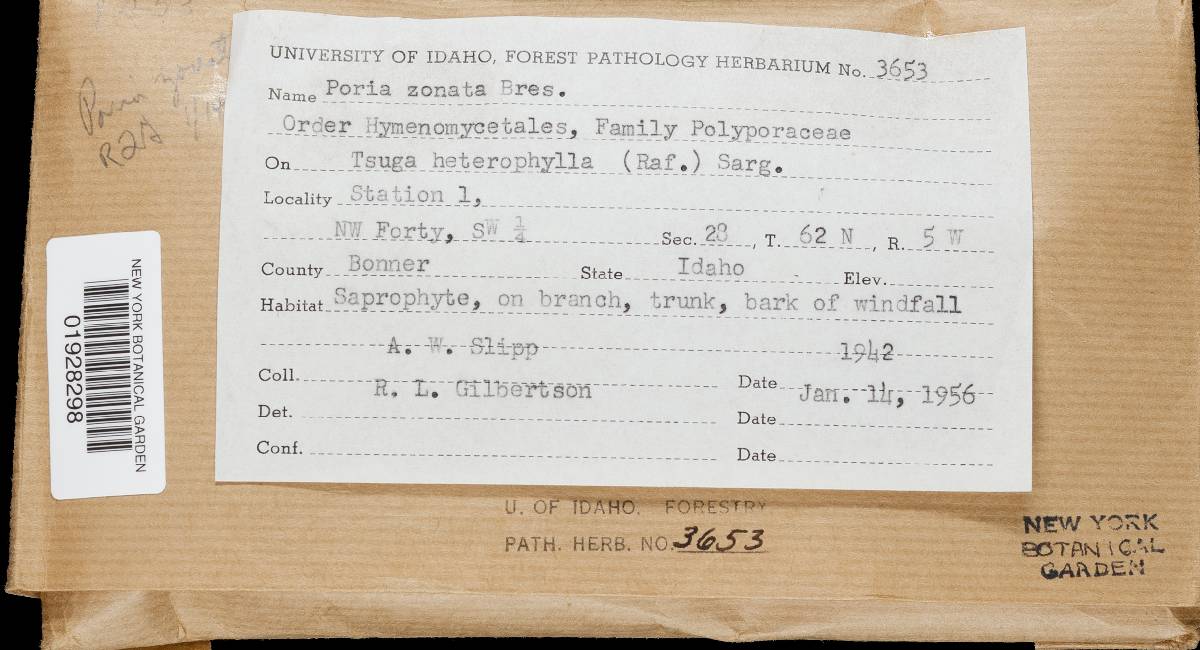 UNIVERSITY OF IDAHO, FOREST PATHOLOGY HERBARIUM No. 3653
Name Poria zonata Bres.
Order Hymenomycetales, Family Polyporaceae
On Tsuga heterophylla (Raf.) Sarg.
Locality Station 1,
NW Forty, SW 1/4 Sec. 28, T. 62 N, R. 5 W
County Bonner State Idaho Elev.
Habitat Saprophyte, on branch, trunk, bark of windfall
A. W. Slipp 1942
Coll. Date
R. L. Gilbertson Jan. 14, 1956
Det. Date
Conf. Date
U. OF IDAHO. FORESTRY
PATH. HERB. NO. 3653
NEW YORK
BOTANICAL
GARDEN
NEW YORK BOTANICAL GARDEN
01928298